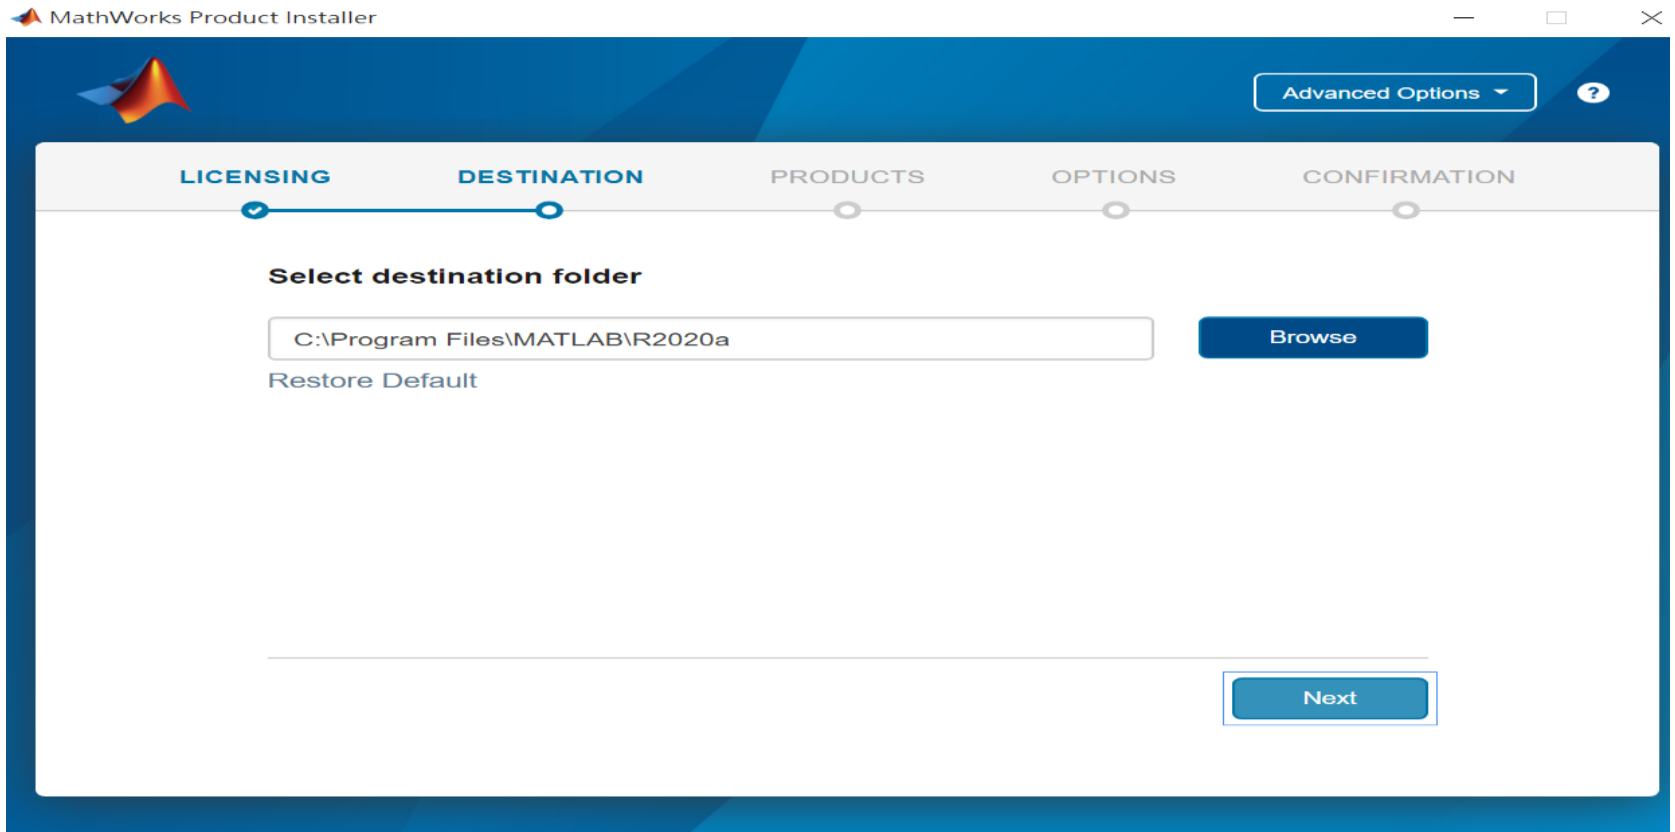 MathWorks Product Installer
Advanced Options
?
LICENSING DESTINATION PRODUCTS OPTIONS CONFIRMATION
Select destination folder
C:\Program Files\MATLAB\R2020a
Browse
Restore Default
Next